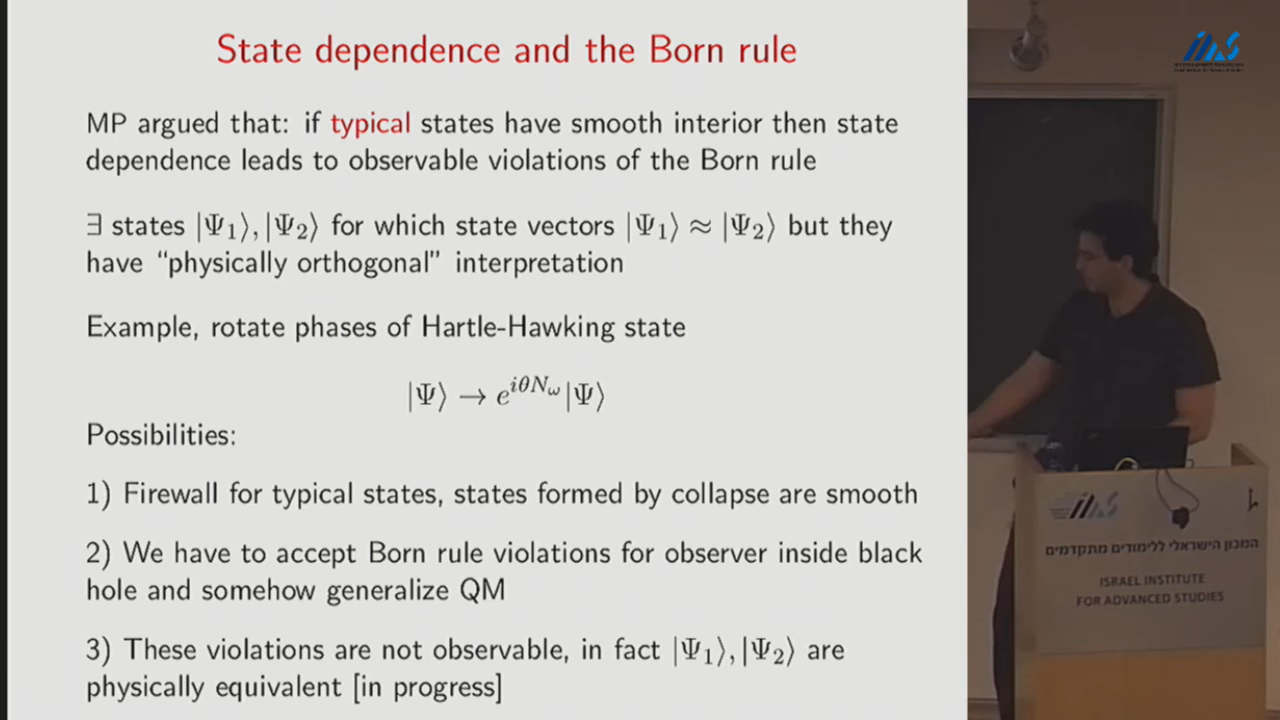 State dependence and the Born rule
MP argued that: if typical states have smooth interior then state
dependence leads to observable violations of the Born rule
∃ states |Ψ₁⟩, |Ψ₂⟩ for which state vectors |Ψ₁⟩ ≈ |Ψ₂⟩ but they
have “physically orthogonal” interpretation
Example, rotate phases of Hartle-Hawking state
|Ψ⟩ → e^{iθN_ω}|Ψ⟩
Possibilities:
1) Firewall for typical states, states formed by collapse are smooth
2) We have to accept Born rule violations for observer inside black
hole and somehow generalize QM
3) These violations are not observable, in fact |Ψ₁⟩, |Ψ₂⟩ are
physically equivalent [in progress]
המכון הישראלי ללימודים מתקדמים
ISRAEL INSTITUTE
FOR ADVANCED STUDIES